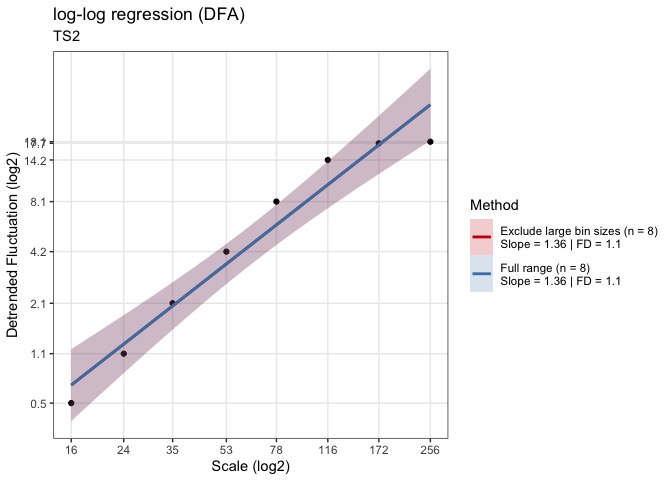 log-log regression (DFA)
TS2
Detrended Fluctuation (log2)
14.2
8.1
4.2
2.1
1.1
0.5
16 24 35 53 78 116 172 256
Scale (log2)
Method
Exclude large bin sizes (n = 8)
Slope = 1.36 | FD = 1.1
Full range (n = 8)
Slope = 1.36 | FD = 1.1